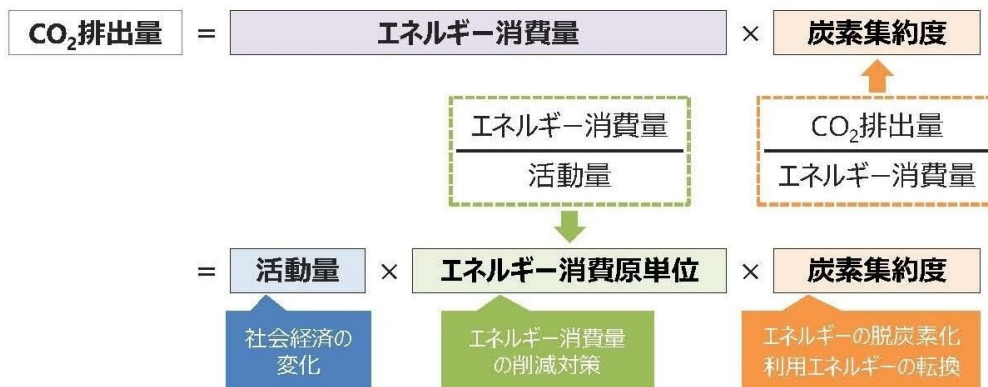 CO₂排出量 = エネルギー消費量 × 炭素集約度
エネルギー消費量
活動量
CO₂排出量
エネルギー消費量
= 活動量 × エネルギー消費原単位 × 炭素集約度
社会経済の
変化
エネルギー消費量
の削減対策
エネルギーの脱炭素化
利用エネルギーの転換